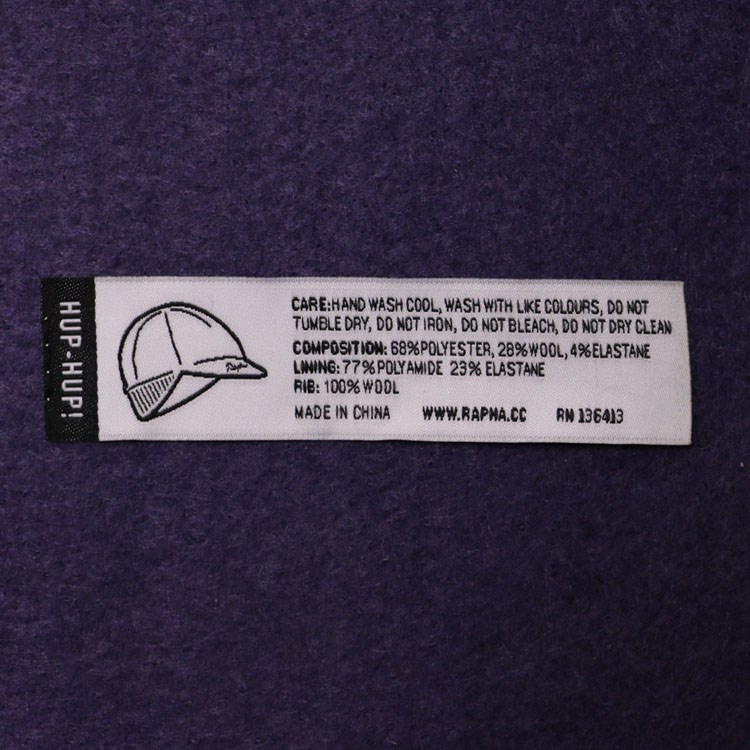 HUP-HUP!
Rapha
CARE:HAND WASH COOL, WASH WITH LIKE COLOURS, DO NOT
TUMBLE DRY, DO NOT IRON, DO NOT BLEACH, DO NOT DRY CLEAN
COMPOSITION: 68%POLYESTER, 28%WOOL, 4%ELASTANE
LINING: 77%POLYAMIDE 23% ELASTANE
RIB: 100%WOOL
MADE IN CHINA WWW.RAPHA.CC RN 136413